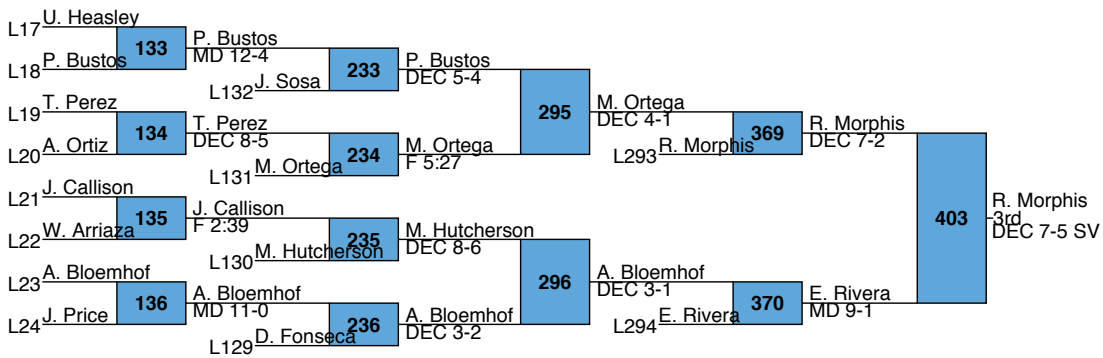 L17 U. Heasley
133
P. Bustos
MD 12-4
L18 P. Bustos
233
P. Bustos
DEC 5-4
L132 J. Sosa
295
M. Ortega
DEC 4-1
L19 T. Perez
134
T. Perez
DEC 8-5
L20 A. Ortiz
234
M. Ortega
F 5:27
L131 M. Ortega
369
R. Morphis
DEC 7-2
L293 R. Morphis
L21 J. Callison
135
J. Callison
F 2:39
L22 W. Arriaza
235
M. Hutcherson
DEC 8-6
L130 M. Hutcherson
403
R. Morphis
3rd
DEC 7-5 SV
296
A. Bloemhof
DEC 3-1
L23 A. Bloemhof
136
A. Bloemhof
MD 11-0
L24 J. Price
236
A. Bloemhof
DEC 3-2
L129 D. Fonseca
370
E. Rivera
MD 9-1
L294 E. Rivera